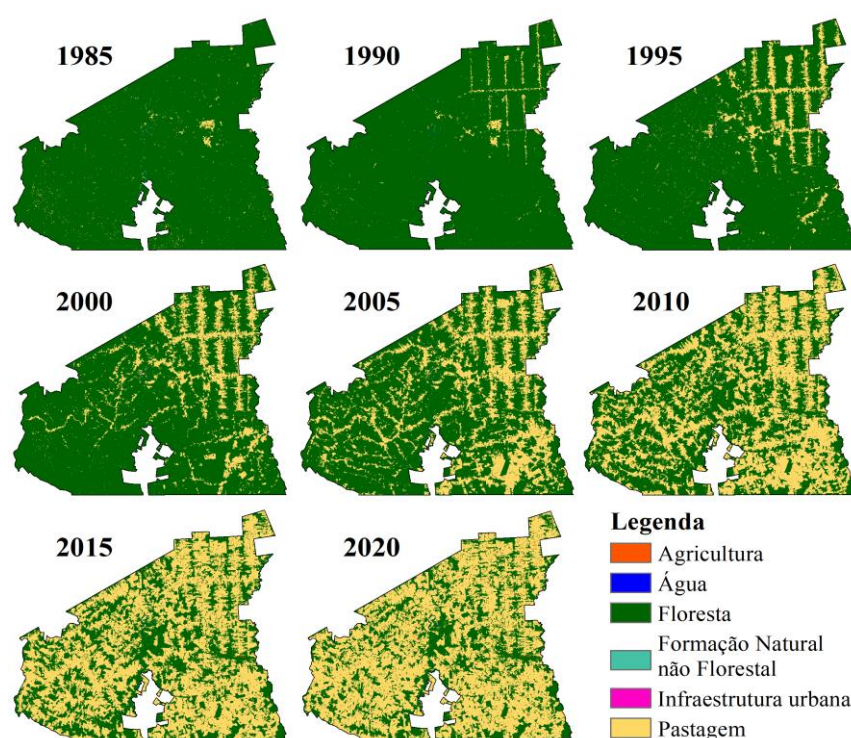 1985
1990
1995
2000
2005
2010
2015
2020
Legenda
Agricultura
Água
Floresta
Formação Natural
não Florestal
Infraestrutura urbana
Pastagem